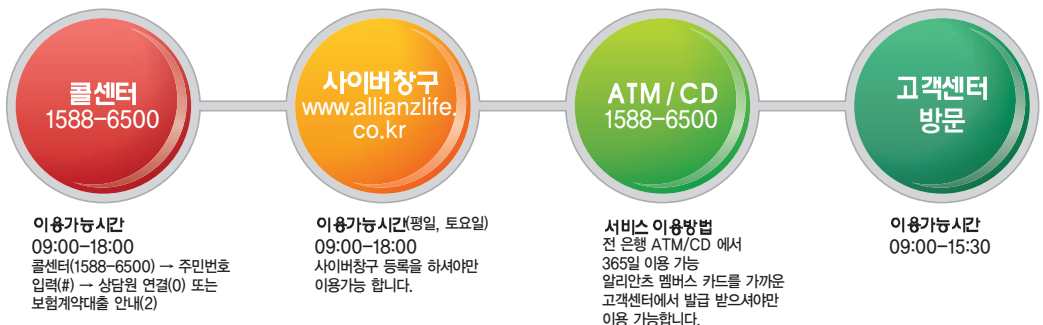 콜센터
1588-6500
이용가능시간
09:00-18:00
콜센터(1588-6500) → 주민번호
입력(#) → 상담원 연결(0) 또는
보험계약대출 안내(2)
사이버창구
www.allianzlife.
co.kr
이용가능시간(평일, 토요일)
09:00-18:00
사이버창구 등록을 하셔야만
이용가능 합니다.
ATM/CD
1588-6500
서비스 이용방법
전 은행 ATM/CD 에서
365일 이용 가능
알리안츠 멤버스 카드를 가까운
고객센터에서 발급 받으셔야만
이용 가능합니다.
고객센터
방문
이용가능시간
09:00-15:30